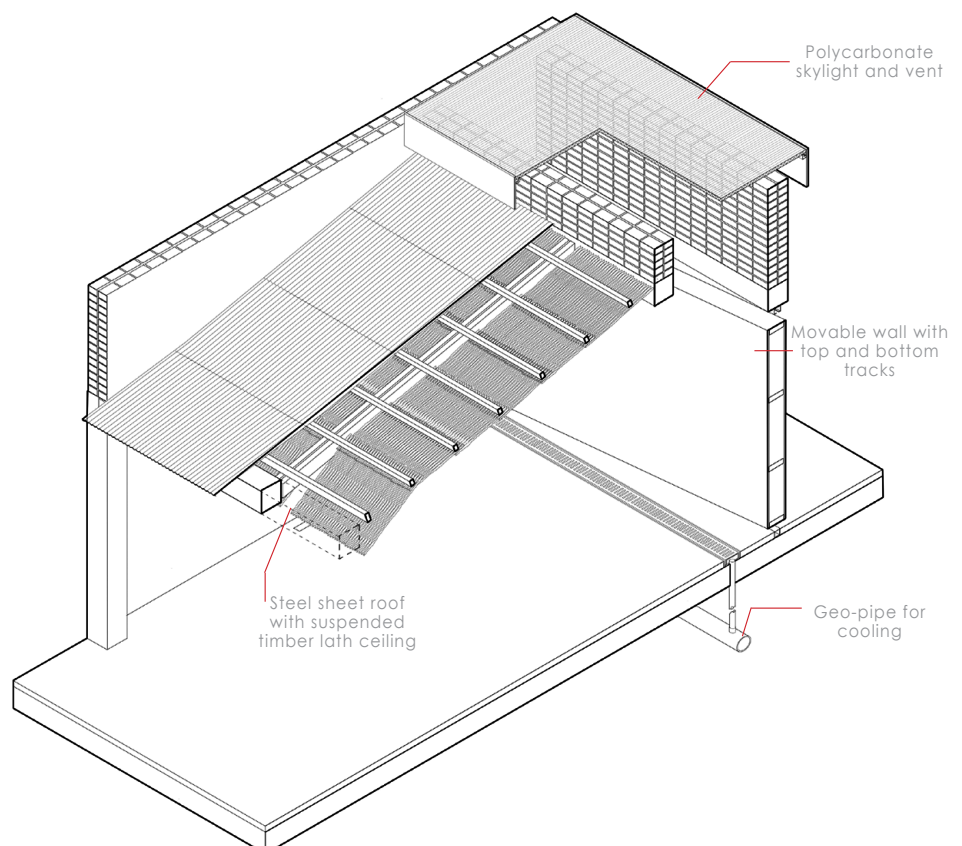 Polycarbonate
skylight and vent
Movable wall with
top and bottom
tracks
Steel sheet roof
with suspended
timber lath ceiling
Geo-pipe for
cooling